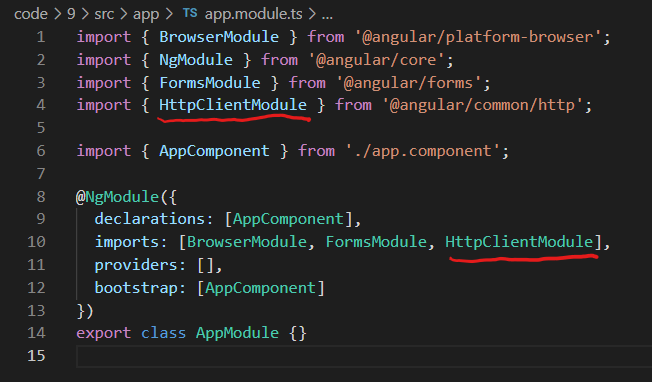 code > 9 > src > app > TS app.module.ts > ...
1 import { BrowserModule } from '@angular/platform-browser';
2 import { NgModule } from '@angular/core';
3 import { FormsModule } from '@angular/forms';
4 import { HttpClientModule } from '@angular/common/http';
5
6 import { AppComponent } from './app.component';
7
8 @NgModule({
9   declarations: [AppComponent],
10   imports: [BrowserModule, FormsModule, HttpClientModule],
11   providers: [],
12   bootstrap: [AppComponent]
13 })
14 export class AppModule {}
15